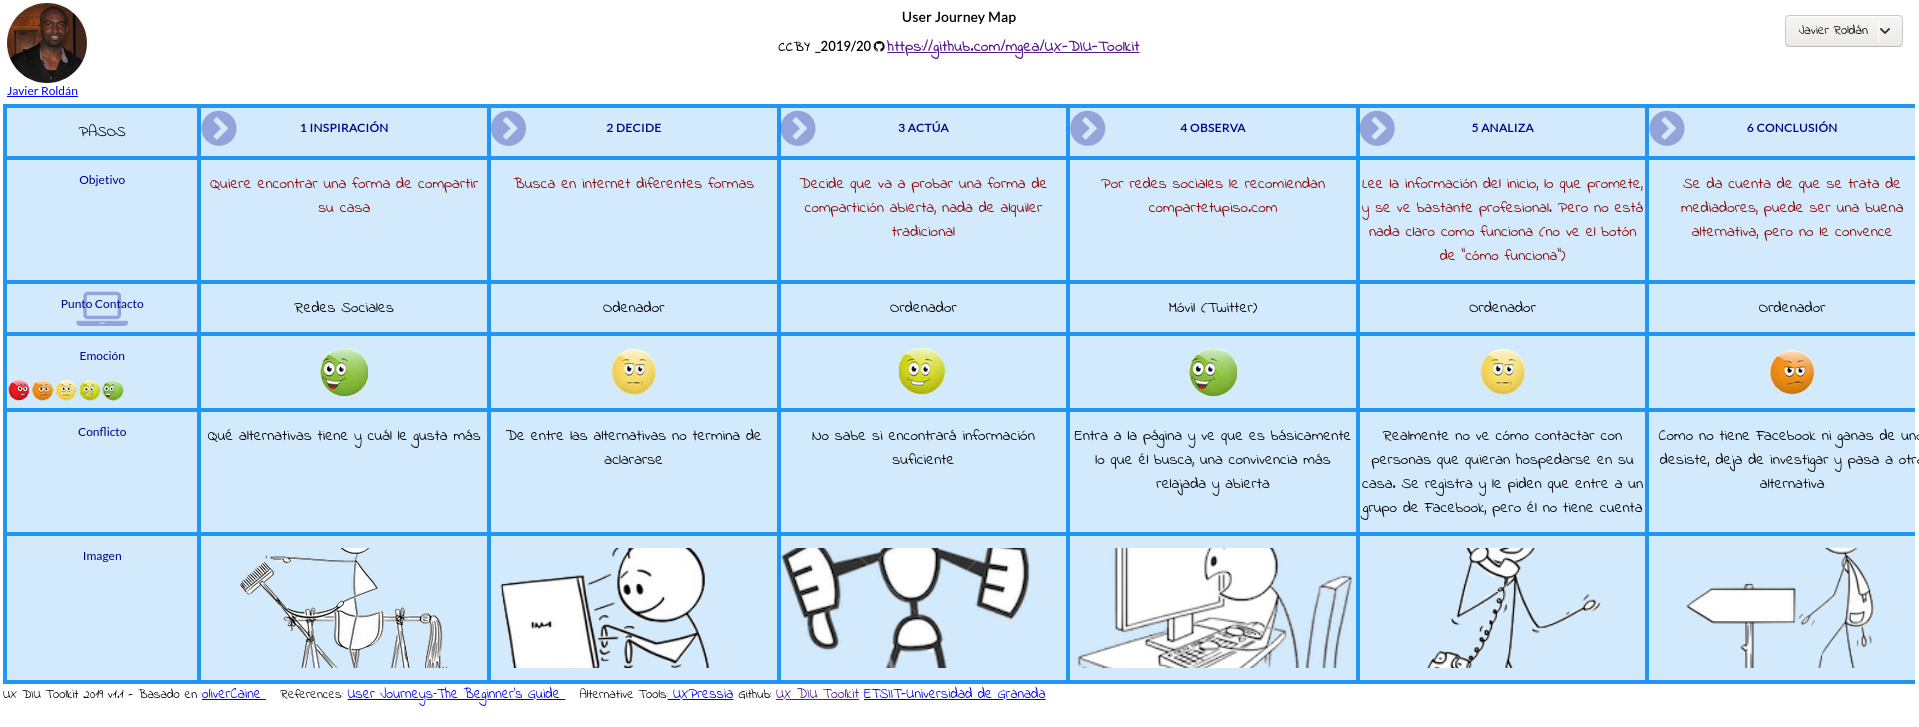 User Journey Map
CCBY _2019/20 https://github.com/mgea/UX-DIU-Toolkit
Javier Roldán
Javier Roldán
PASOS
1 INSPIRACIÓN
2 DECIDE
3 ACTÚA
4 OBSERVA
5 ANALIZA
6 CONCLUSIÓN
Objetivo
Quiere encontrar una forma de compartir
su casa
Busca en internet diferentes formas
Decide que va a probar una forma de
compartición abierta, nada de alquiler
tradicional
Por redes sociales le recomiendan
compartetupiso.com
Lee la información del inicio, lo que promete,
y se ve bastante profesional. Pero no está
nada claro como funciona (no ve el botón
de "cómo funciona")
Se da cuenta de que se trata de
mediadores, puede ser una buena
alternativa, pero no le convence
Punto Contacto
Redes Sociales
Odenador
Ordenador
Móvil (Twitter)
Ordenador
Ordenador
Emoción
Conflicto
Qué alternativas tiene y cuál le gusta más
De entre las alternativas no termina de
aclararse
No sabe si encontrará información
suficiente
Entra a la página y ve que es básicamente
lo que él busca, una convivencia más
relajada y abierta
Realmente no ve cómo contactar con
personas que quieran hospedarse en su
casa. Se registra y le piden que entre a un
grupo de Facebook, pero él no tiene cuenta
Como no tiene Facebook ni ganas de
desiste, deja de investigar y pasa a
alternativa
Imagen
UX DIU Toolkit 2019 v1.1 - Basado en oliverCaine References: User Journeys-The Beginner's Guide Alternative Tools: UXPressia Github: UX DIU Toolkit ETSIIT-Universidad de Granada